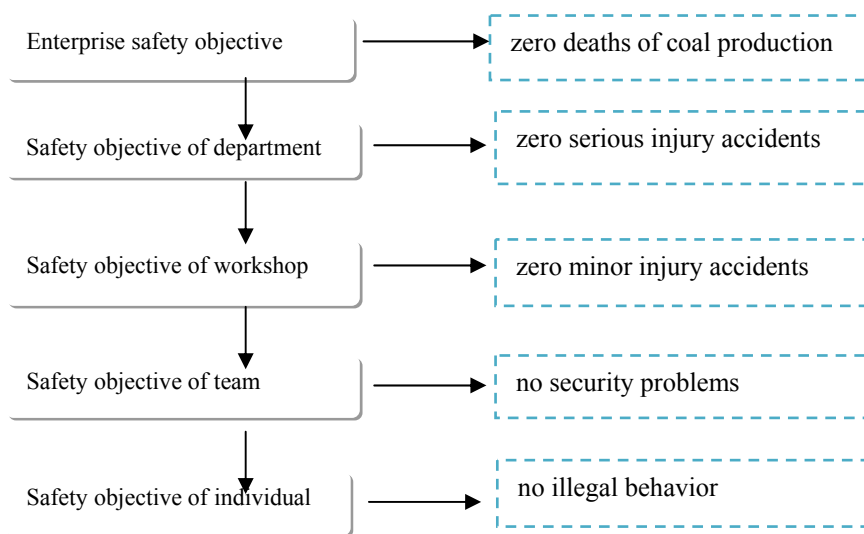 Enterprise safety objective
zero deaths of coal production
Safety objective of department
zero serious injury accidents
Safety objective of workshop
zero minor injury accidents
Safety objective of team
no security problems
Safety objective of individual
no illegal behavior